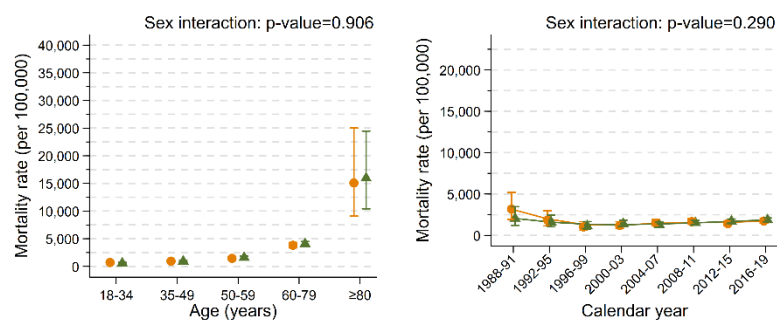 Sex interaction: p-value=0.906
Mortality rate (per 100,000)
40,000
35,000
30,000
25,000
20,000
15,000
10,000
5,000
0
18-34 35-49 50-59 60-79 ≥80
Age (years)
Sex interaction: p-value=0.290
Mortality rate (per 100,000)
20,000
15,000
10,000
5,000
0
1988-91 1992-95 1996-99 2000-03 2004-07 2008-11 2012-15 2016-19
Calendar year